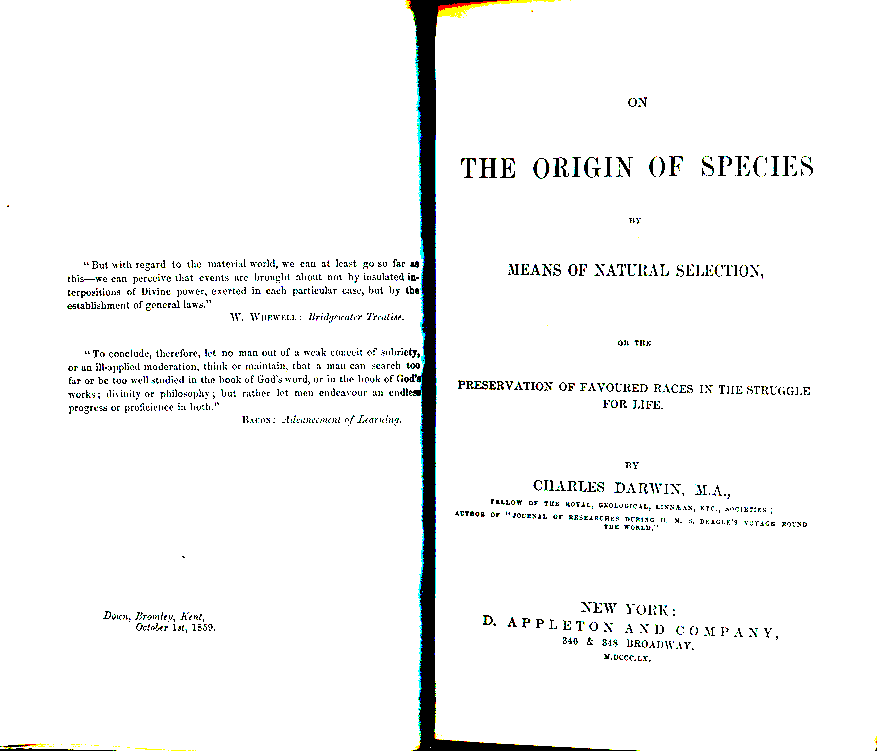 "But with regard to the material world, we can at least go so far as
this—we can perceive that events are brought about not by insulated in-
terpositions of Divine power, exerted in each particular case, but by the
establishment of general laws."
W. WHEWELL: Bridgewater Treatise.
"To conclude, therefore, let no man out of a weak conceit of sobriety,
or an ill-applied moderation, think or maintain, that a man can search too
far or be too well studied in the book of God's word, or in the book of God's
works; divinity or philosophy; but rather let men endeavour an endless
progress or proficience in both."
BACON: Advancement of Learning.
Down, Bromley, Kent,
October 1st, 1859.
ON
THE ORIGIN OF SPECIES
BY
MEANS OF NATURAL SELECTION,
OR THE
PRESERVATION OF FAVOURED RACES IN THE STRUGGLE
FOR LIFE.
BY
CHARLES DARWIN, M.A.,
FELLOW OF THE ROYAL, GEOLOGICAL, LINNÆAN, ETC., SOCIETIES;
AUTHOR OF "JOURNAL OF RESEARCHES DURING H. M. S. BEAGLE'S VOYAGE ROUND
THE WORLD."
NEW YORK:
D. APPLETON AND COMPANY,
346 & 348 BROADWAY.
M.DCCC.LX.